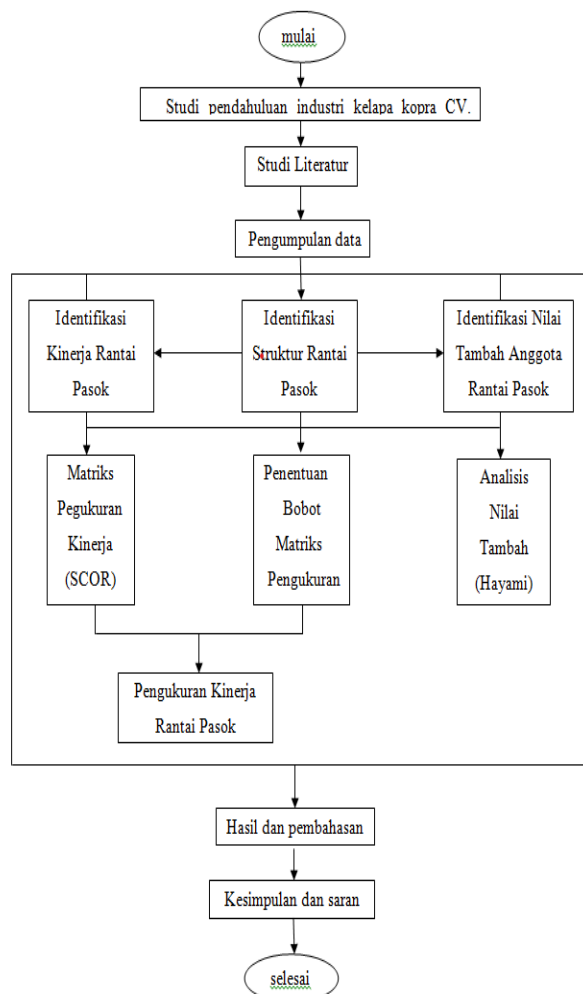 mulai
Studi pendahuluan industri kelapa kopra CV.
Studi Literatur
Pengumpulan data
Identifikasi
Kinerja Rantai
Pasok
Identifikasi
Struktur Rantai
Pasok
Identifikasi Nilai
Tambah Anggota
Rantai Pasok
Matriks
Pegukuran
Kinerja
(SCOR)
Penentuan
Bobot
Matriks
Pengukuran
Analisis
Nilai
Tambah
(Hayami)
Pengukuran Kinerja
Rantai Pasok
Hasil dan pembahasan
Kesimpulan dan saran
selesai